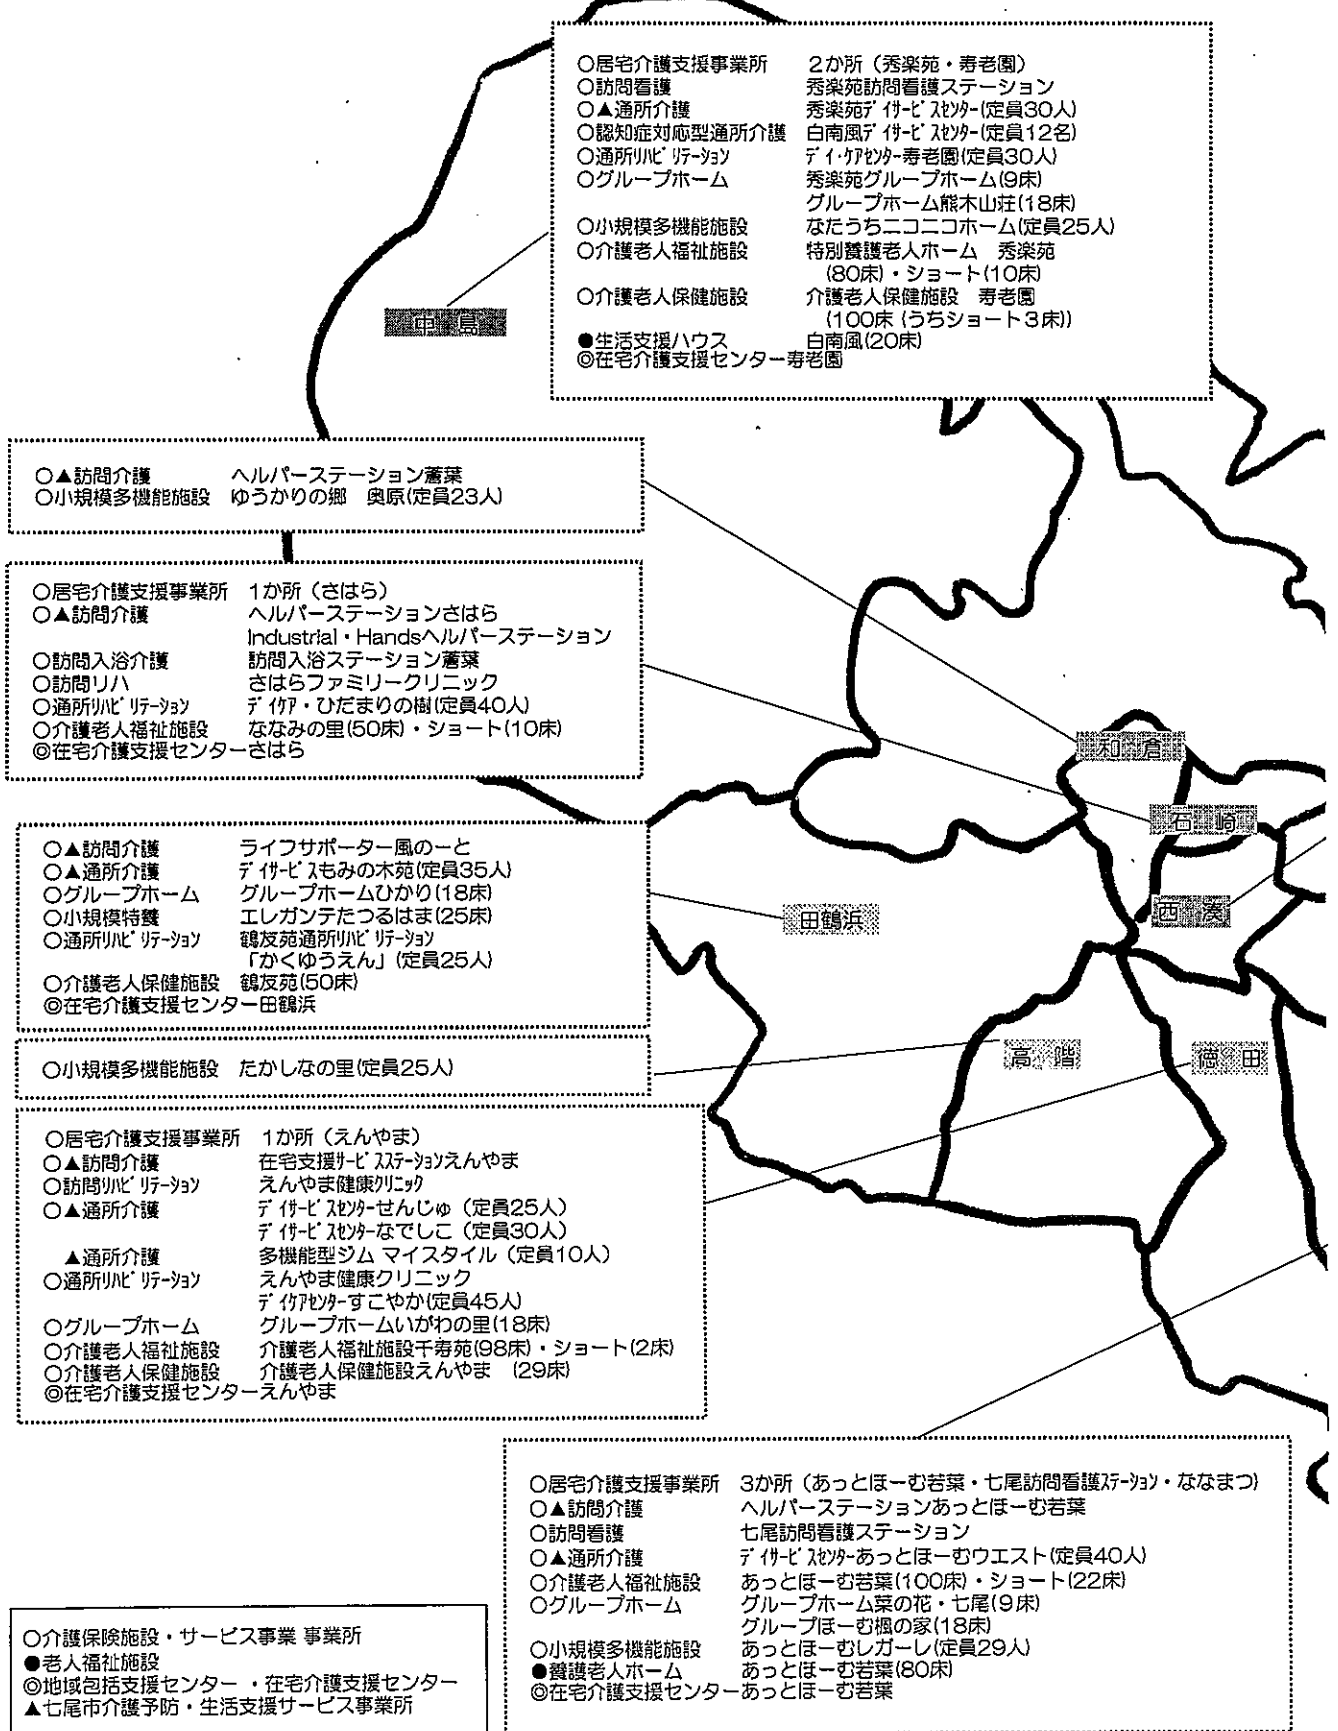 ○居宅介護支援事業所 2か所（秀楽苑・寿老園）
○訪問看護 秀楽苑訪問看護ステーション
○▲通所介護 秀楽苑ﾃﾞｲｻｰﾋﾞｽｾﾝﾀｰ(定員30人)
○認知症対応型通所介護 白南風ﾃﾞｲｻｰﾋﾞｽｾﾝﾀｰ(定員12名)
○通所ﾘﾊﾋﾞﾘﾃｰｼｮﾝ ﾃﾞｲ･ｹｱｾﾝﾀｰ寿老園(定員30人)
○グループホーム 秀楽苑グループホーム(9床)
グループホーム熊木山荘(18床)
○小規模多機能施設 なたうちニコニコホーム(定員25人)
○介護老人福祉施設 特別養護老人ホーム 秀楽苑
(80床)・ショート(10床)
○介護老人保健施設 介護老人保健施設 寿老園
(100床（うちショート3床))
●生活支援ハウス 白南風(20床)
◎在宅介護支援センター寿老園
中 島
○▲訪問介護 ヘルパーステーション蒼葉
○小規模多機能施設 ゆうかりの郷 奥原(定員23人)
○居宅介護支援事業所 1か所（さはら）
○▲訪問介護 ヘルパーステーションさはら
Industrial・Handsヘルパーステーション
○訪問入浴介護 訪問入浴ステーション蒼葉
○訪問リハ さはらファミリークリニック
○通所ﾘﾊﾋﾞﾘﾃｰｼｮﾝ ﾃﾞｲｹｱ・ひだまりの樹(定員40人)
○介護老人福祉施設 ななみの里(50床)・ショート(10床)
◎在宅介護支援センターさはら
和 倉
石 崎
○▲訪問介護 ライフサポーター風のーと
○▲通所介護 ﾃﾞｲｻｰﾋﾞｽもみの木苑(定員35人)
○グループホーム グループホームひかり(18床)
○小規模特養 エレガンテたつるはま(25床)
○通所ﾘﾊﾋﾞﾘﾃｰｼｮﾝ 鶴友苑通所ﾘﾊﾋﾞﾘﾃｰｼｮﾝ
「かくゆうえん」(定員25人)
○介護老人保健施設 鶴友苑(50床)
◎在宅介護支援センター田鶴浜
田鶴浜
西 湊
○小規模多機能施設 たかしなの里(定員25人)
高 階
徳 田
○居宅介護支援事業所 1か所（えんやま）
○▲訪問介護 在宅支援ｻｰﾋﾞｽｽﾃｰｼｮﾝえんやま
○訪問ﾘﾊﾋﾞﾘﾃｰｼｮﾝ えんやま健康ｸﾘﾆｯｸ
○▲通所介護 ﾃﾞｲｻｰﾋﾞｽｾﾝﾀｰせんじゅ（定員25人）
ﾃﾞｲｻｰﾋﾞｽｾﾝﾀｰなでしこ（定員30人）
▲通所介護 多機能型ジム マイスタイル（定員10人）
○通所ﾘﾊﾋﾞﾘﾃｰｼｮﾝ えんやま健康クリニック
ﾃﾞｲｹｱｾﾝﾀｰすこやか(定員45人)
○グループホーム グループホームいがわの里(18床)
○介護老人福祉施設 介護老人福祉施設千寿苑(98床)・ショート(2床)
○介護老人保健施設 介護老人保健施設えんやま (29床)
◎在宅介護支援センターえんやま
○居宅介護支援事業所 3か所（あっとほーむ若葉・七尾訪問看護ｽﾃｰｼｮﾝ・ななまつ）
○▲訪問介護 ヘルパーステーションあっとほーむ若葉
○訪問看護 七尾訪問看護ステーション
○▲通所介護 ﾃﾞｲｻｰﾋﾞｽｾﾝﾀｰあっとほーむウエスト(定員40人)
○介護老人福祉施設 あっとほーむ若葉(100床)・ショート(22床)
○グループホーム グループホーム菜の花・七尾(9床)
グループほーむ楓の家(18床)
○小規模多機能施設 あっとほーむレガーレ(定員29人)
●養護老人ホーム あっとほーむ若葉(80床)
◎在宅介護支援センターあっとほーむ若葉
○介護保険施設・サービス事業 事業所
●老人福祉施設
◎地域包括支援センター ・在宅介護支援センター
▲七尾市介護予防・生活支援サービス事業所